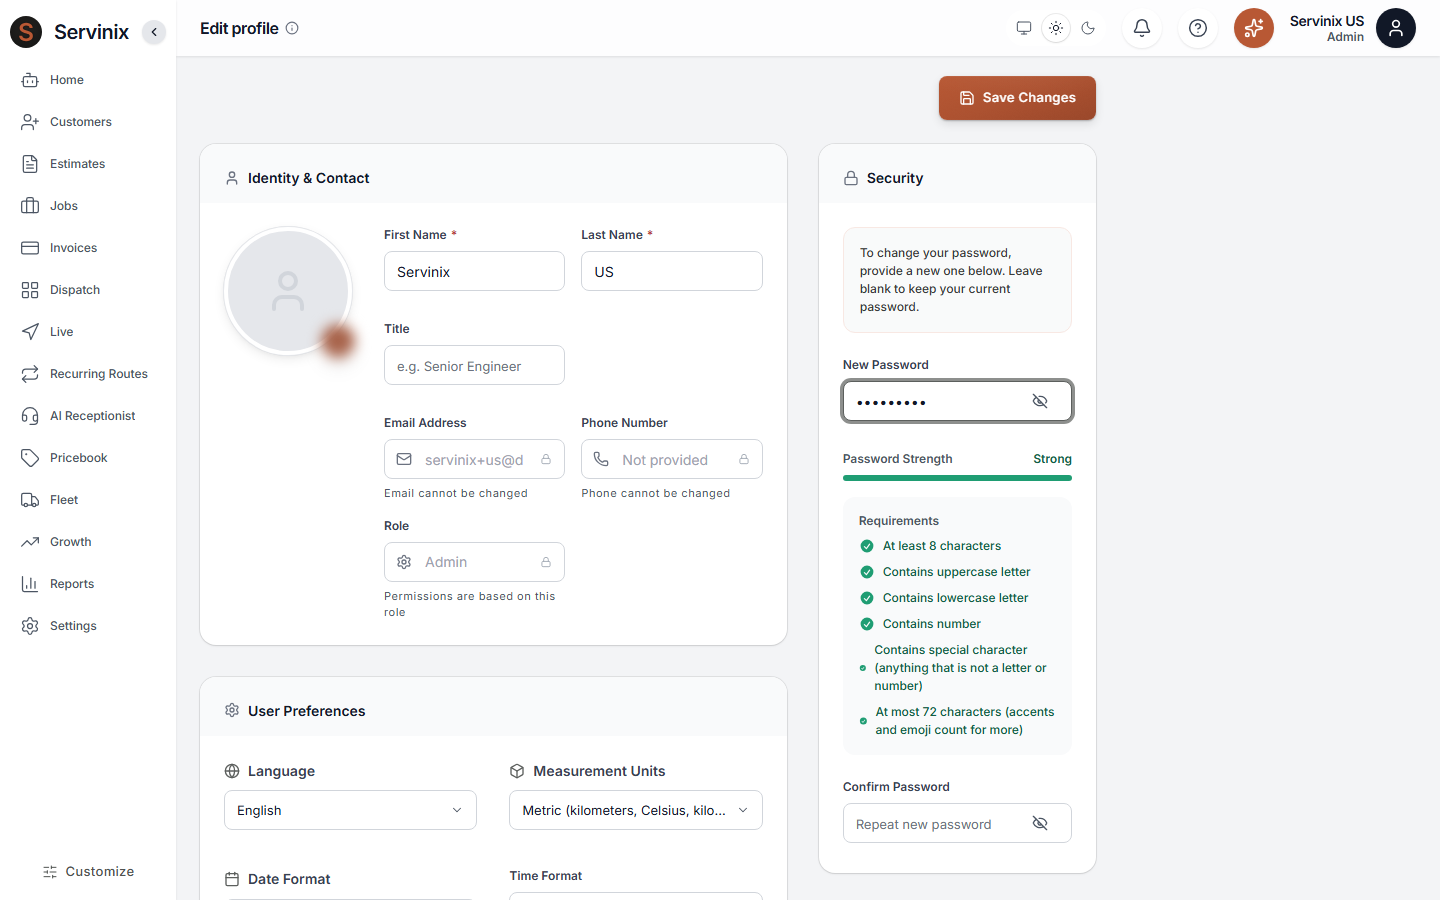 S Servinix
Edit profile
Servinix US
Admin
Home
Customers
Estimates
Jobs
Invoices
Dispatch
Live
Recurring Routes
AI Receptionist
Pricebook
Fleet
Growth
Reports
Settings
Customize
Save Changes
Identity & Contact
First Name *
Servinix
Last Name *
US
Title
e.g. Senior Engineer
Email Address
servinix+us@d
Email cannot be changed
Phone Number
Not provided
Phone cannot be changed
Role
Admin
Permissions are based on this
role
User Preferences
Language
English
Measurement Units
Metric (kilometers, Celsius, kilo...
Date Format
Time Format
Security
To change your password,
provide a new one below. Leave
blank to keep your current
password.
New Password
•••••••••
Password Strength
Strong
Requirements
At least 8 characters
Contains uppercase letter
Contains lowercase letter
Contains number
Contains special character
(anything that is not a letter or
number)
At most 72 characters (accents
and emoji count for more)
Confirm Password
Repeat new password